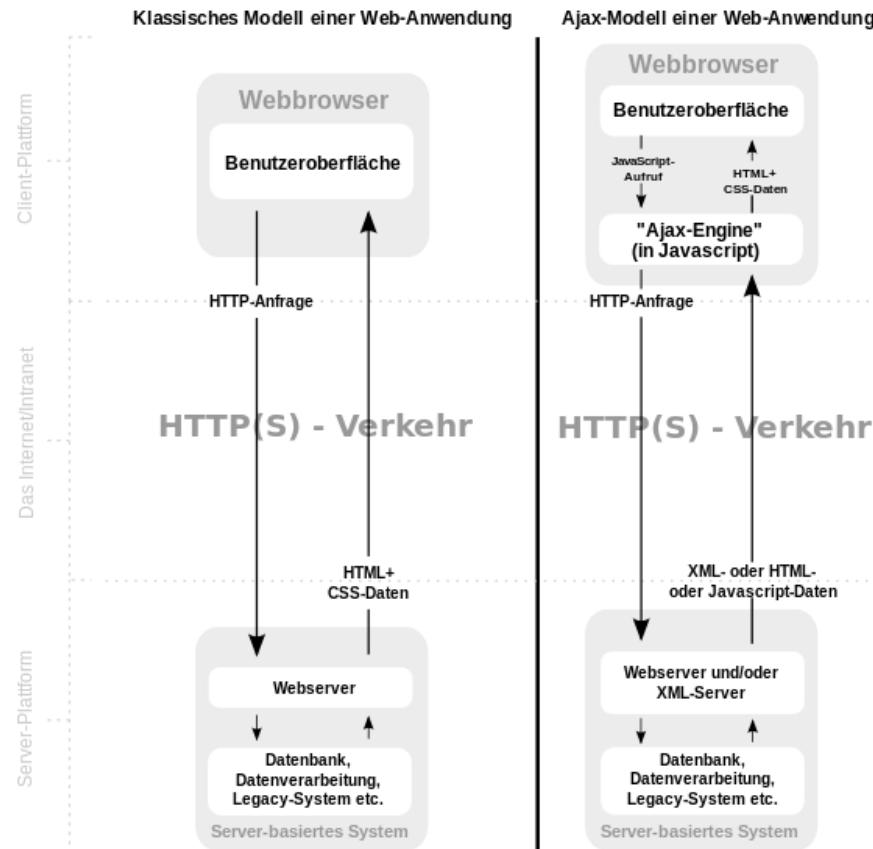 Klassisches Modell einer Web-Anwendung
Webbrowser
Benutzeroberfläche
HTTP-Anfrage
HTTP(S) - Verkehr
HTML+
CSS-Daten
Webserver
Datenbank,
Datenverarbeitung,
Legacy-System etc.
Server-basiertes System
Ajax-Modell einer Web-Anwendung
Webbrowser
Benutzeroberfläche
JavaScript-
Aufruf
HTML+
CSS-Daten
"Ajax-Engine"
(in Javascript)
HTTP-Anfrage
HTTP(S) - Verkehr
XML- oder HTML-
oder Javascript-Daten
Webserver und/oder
XML-Server
Datenbank,
Datenverarbeitung,
Legacy-System etc.
Server-basiertes System
Client-Plattform
Das Internet/Intranet
Server-Plattform